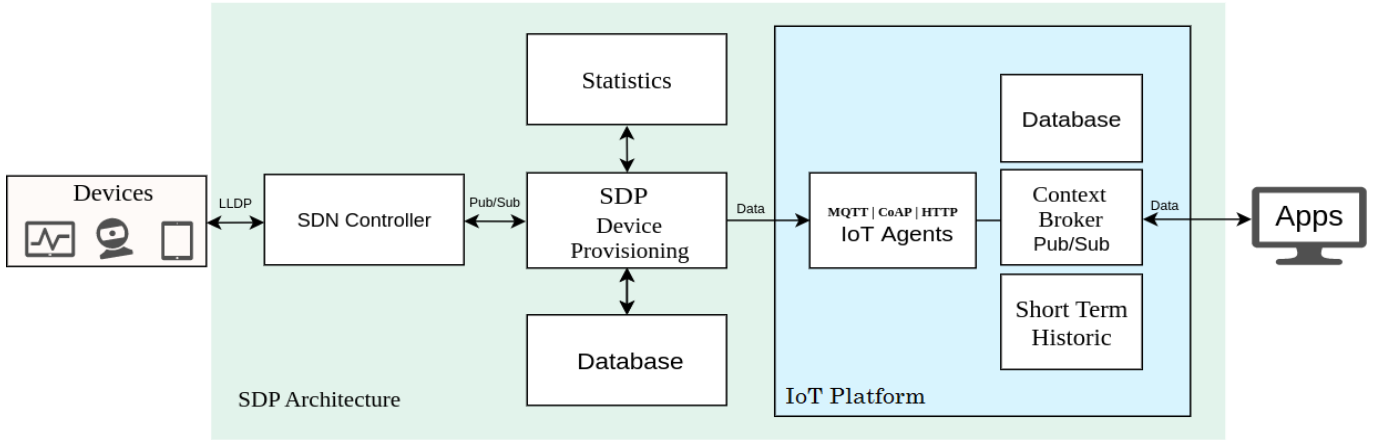 Devices
LLDP
SDN Controller
Pub/Sub
Statistics
SDP
Device
Provisioning
Database
SDP Architecture
Data
MQTT | CoAP | HTTP
IoT Agents
Database
Context
Broker
Pub/Sub
Short Term
Historic
IoT Platform
Data
Apps